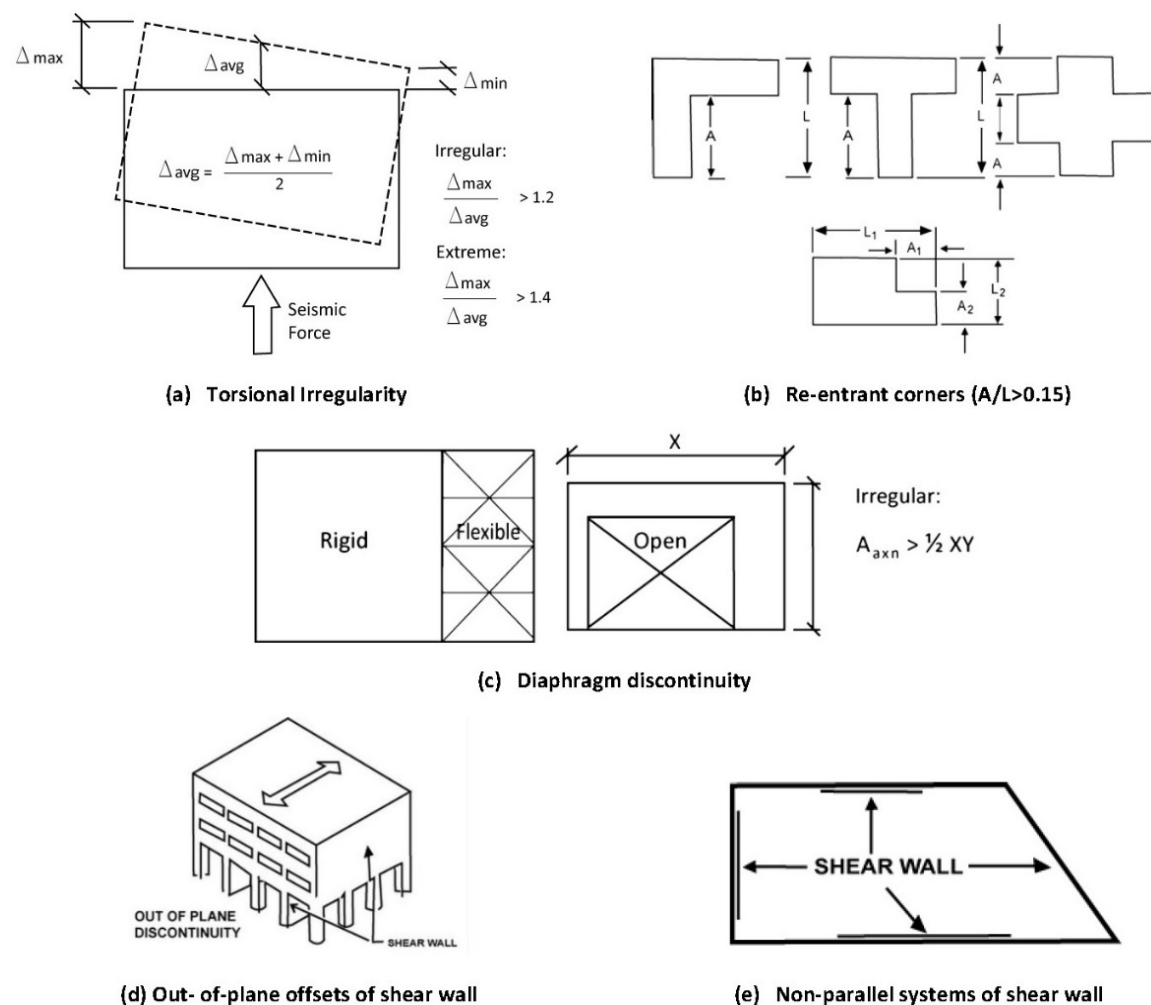 Δ max
Δ avg
Δ min
Δ avg = Δ max + Δ min
2
Irregular:
Δ max
Δ avg
> 1.2
Extreme:
Δ max
Δ avg
> 1.4
Seismic
Force
(a) Torsional Irregularity
A
L
A
L
A
A
L₁
A₁
L₂
A₂
(b) Re-entrant corners (A/L>0.15)
Rigid
Flexible
X
Open
Irregular:
A axn > ½ XY
(c) Diaphragm discontinuity
OUT OF PLANE
DISCONTINUITY
SHEAR WALL
(d) Out- of-plane offsets of shear wall
SHEAR WALL
(e) Non-parallel systems of shear wall